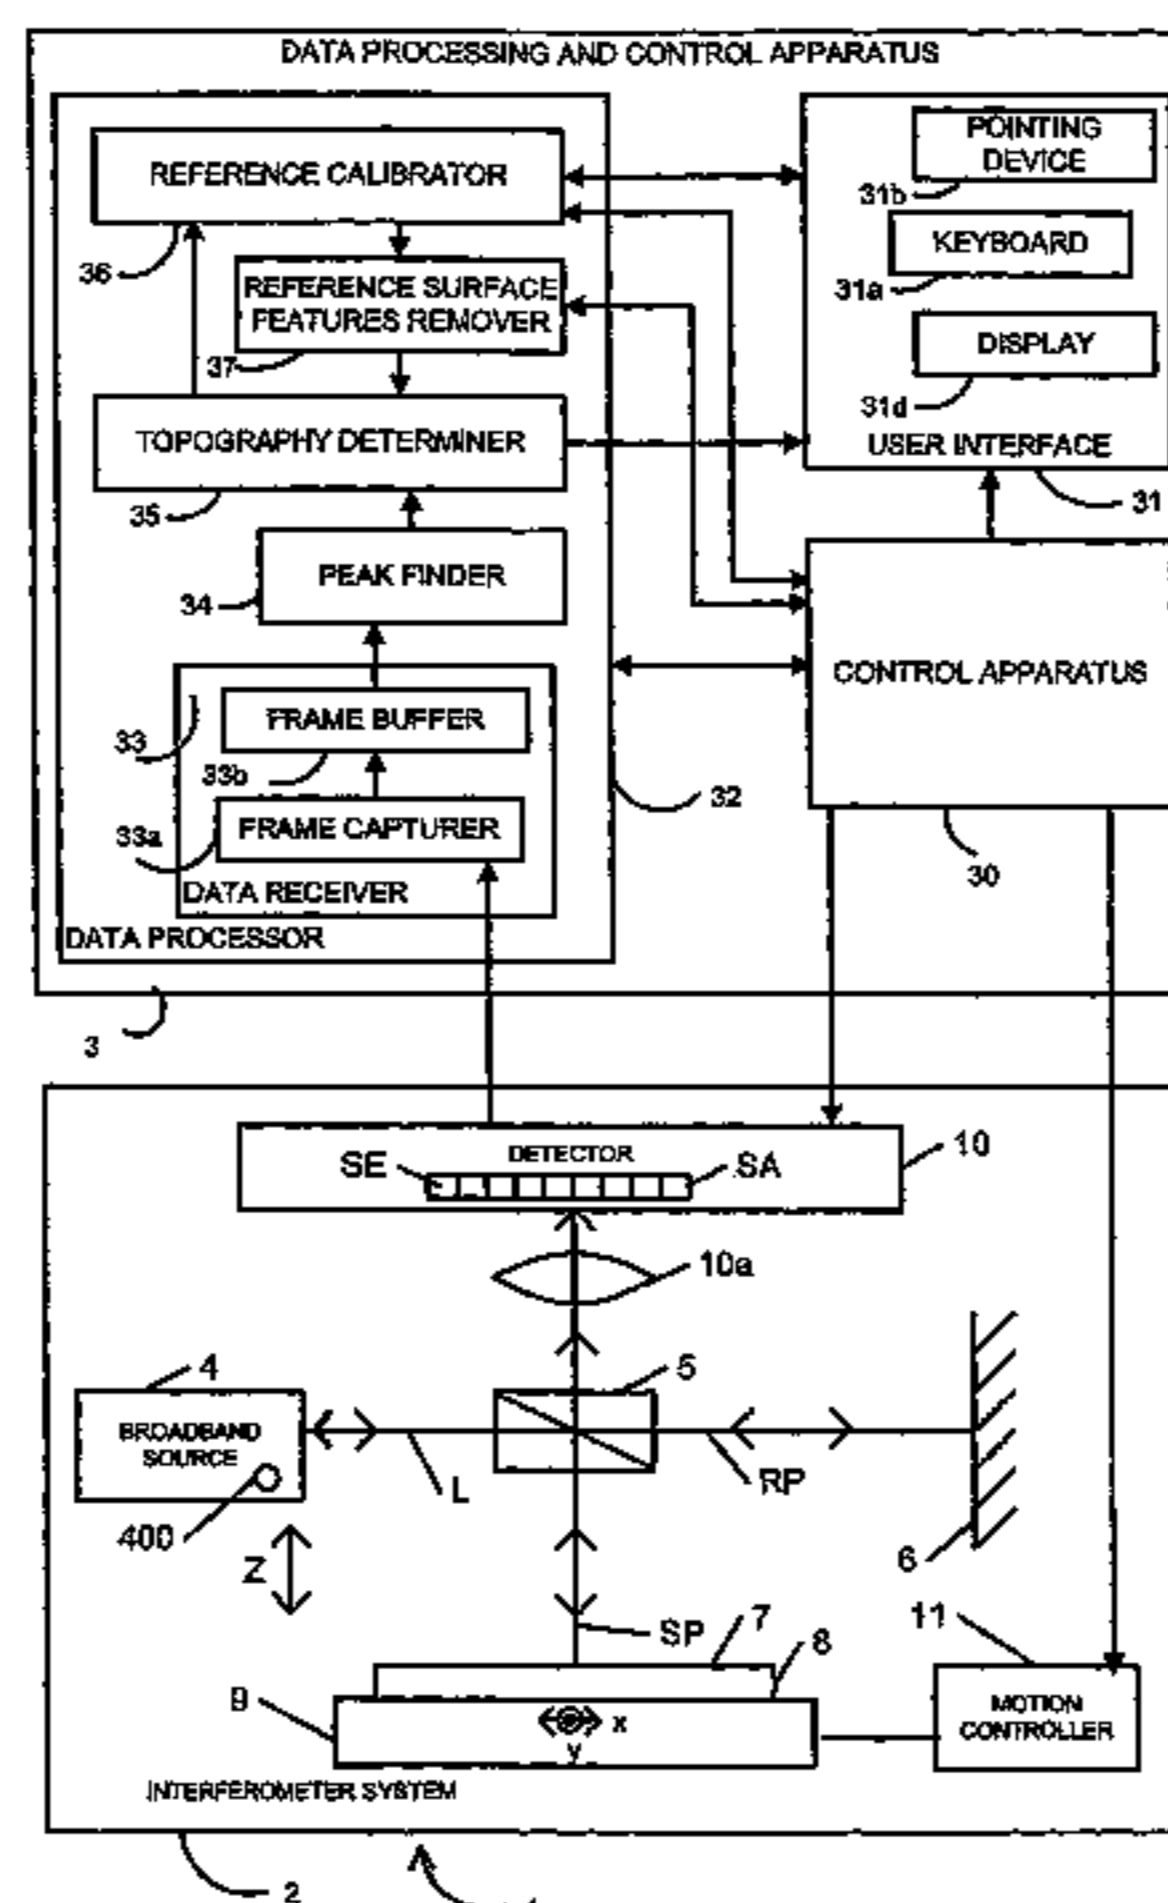 DATA PROCESSING AND CONTROL APPARATUS
REFERENCE CALIBRATOR
36
REFERENCE SURFACE
FEATURES REMOVER
37
TOPOGRAPHY DETERMINER
35
PEAK FINDER
34
33
FRAME BUFFER
33b
33a
FRAME CAPTURER
DATA RECEIVER
DATA PROCESSOR
32
POINTING
DEVICE
31b
KEYBOARD
31a
DISPLAY
31d
USER INTERFACE
31
CONTROL APPARATUS
30
3
DETECTOR
SE
SA
10
10a
4
BROADBAND
SOURCE
400
L
5
RP
6
Z
SP
7
8
9
x
y
11
MOTION
CONTROLLER
INTERFEROMETER SYSTEM
2